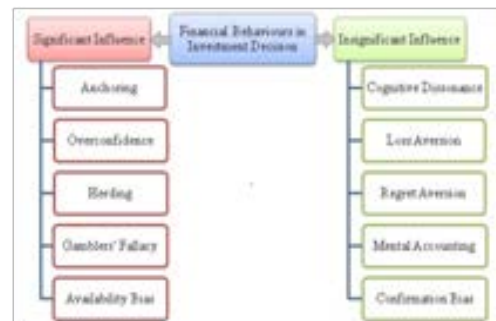 Significant Influence
Financial Behaviours in
Investment Decision
Insignificant Influence
Anchoring
Overconfidence
Herding
Gamblers' Fallacy
Availability Bias
Cognitive Dissonance
Loss Aversion
Regret Aversion
Mental Accounting
Confirmation Bias